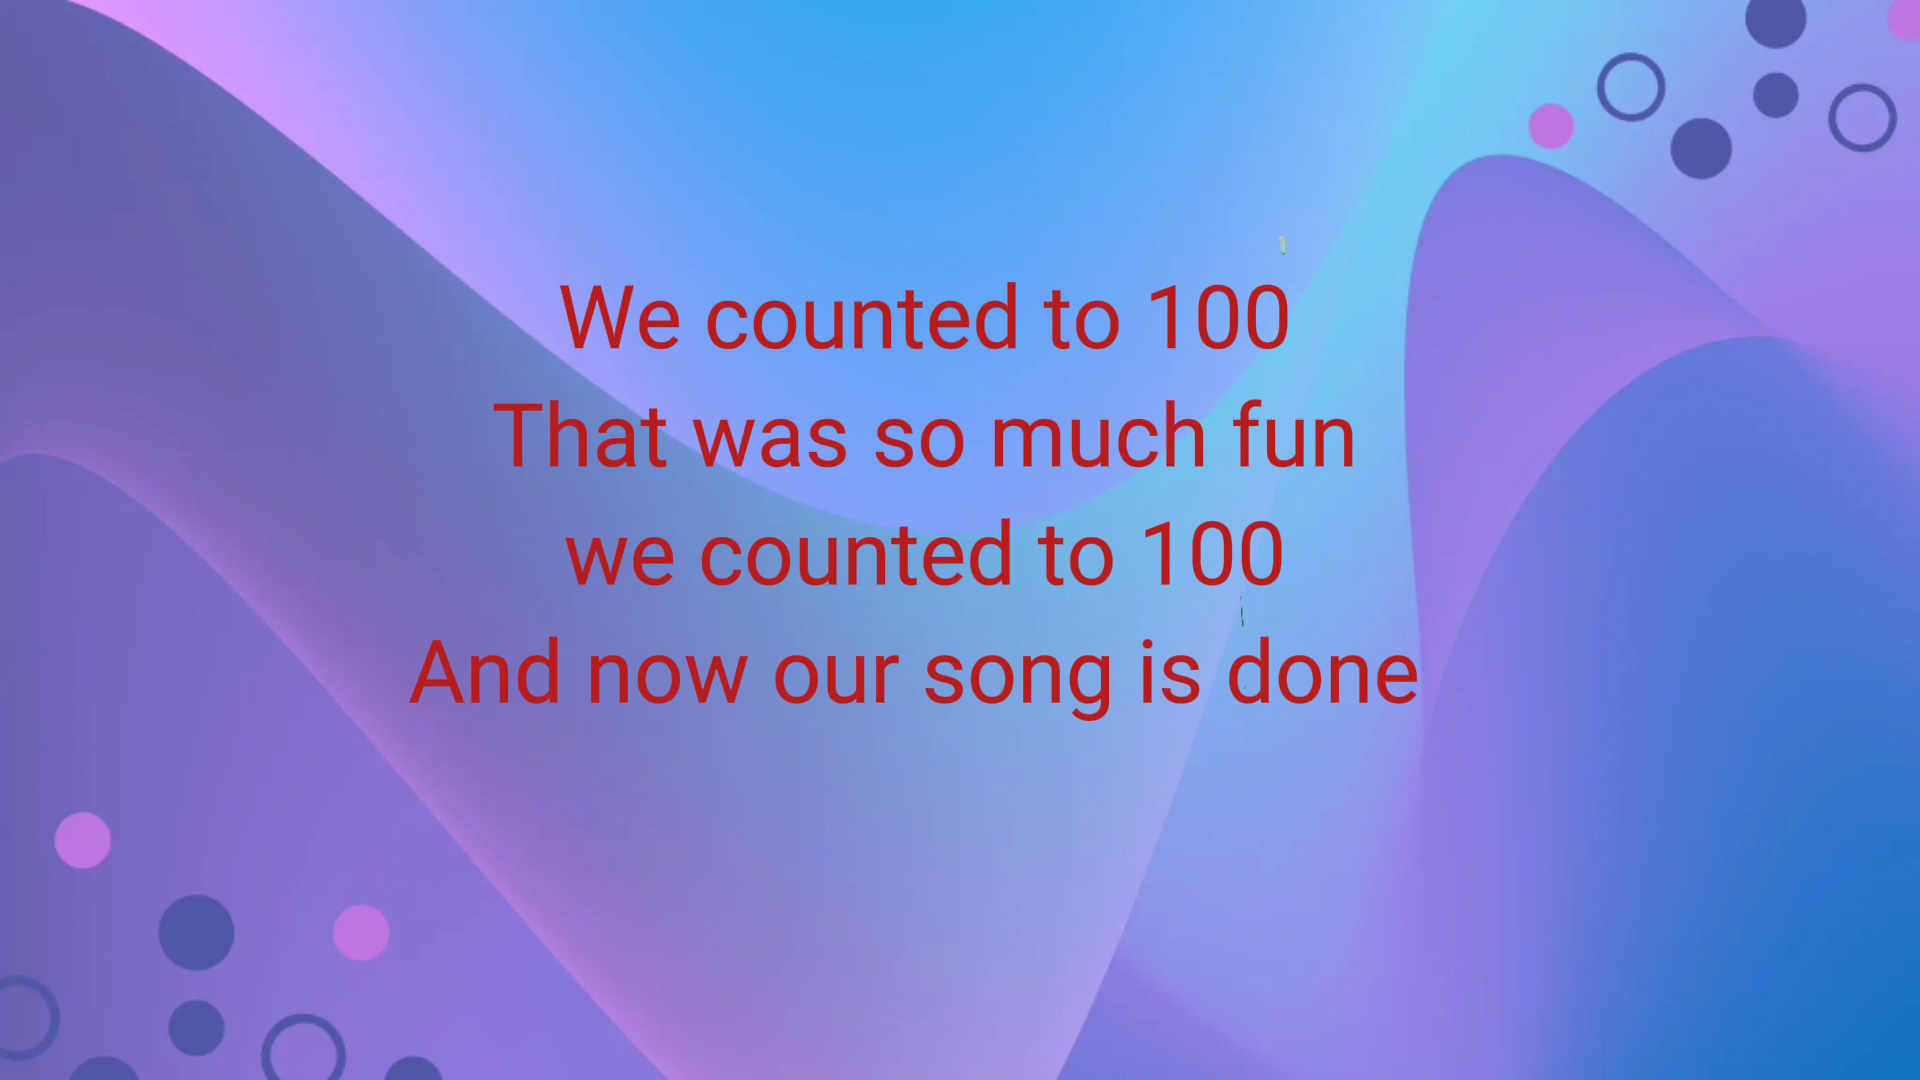 We counted to 100
That was so much fun
we counted to 100
And now our song is done